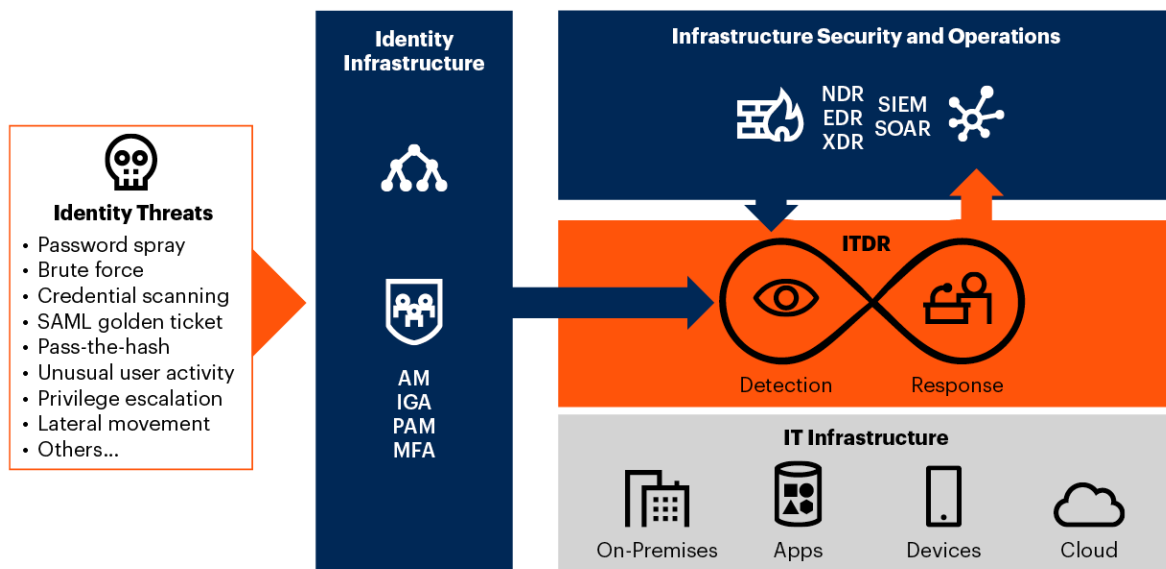 Identity Threats
• Password spray
• Brute force
• Credential scanning
• SAML golden ticket
• Pass-the-hash
• Unusual user activity
• Privilege escalation
• Lateral movement
• Others...
Identity
Infrastructure
AM
IGA
PAM
MFA
Infrastructure Security and Operations
NDR
EDR
XDR
SIEM
SOAR
ITDR
Detection
Response
IT Infrastructure
On-Premises
Apps
Devices
Cloud